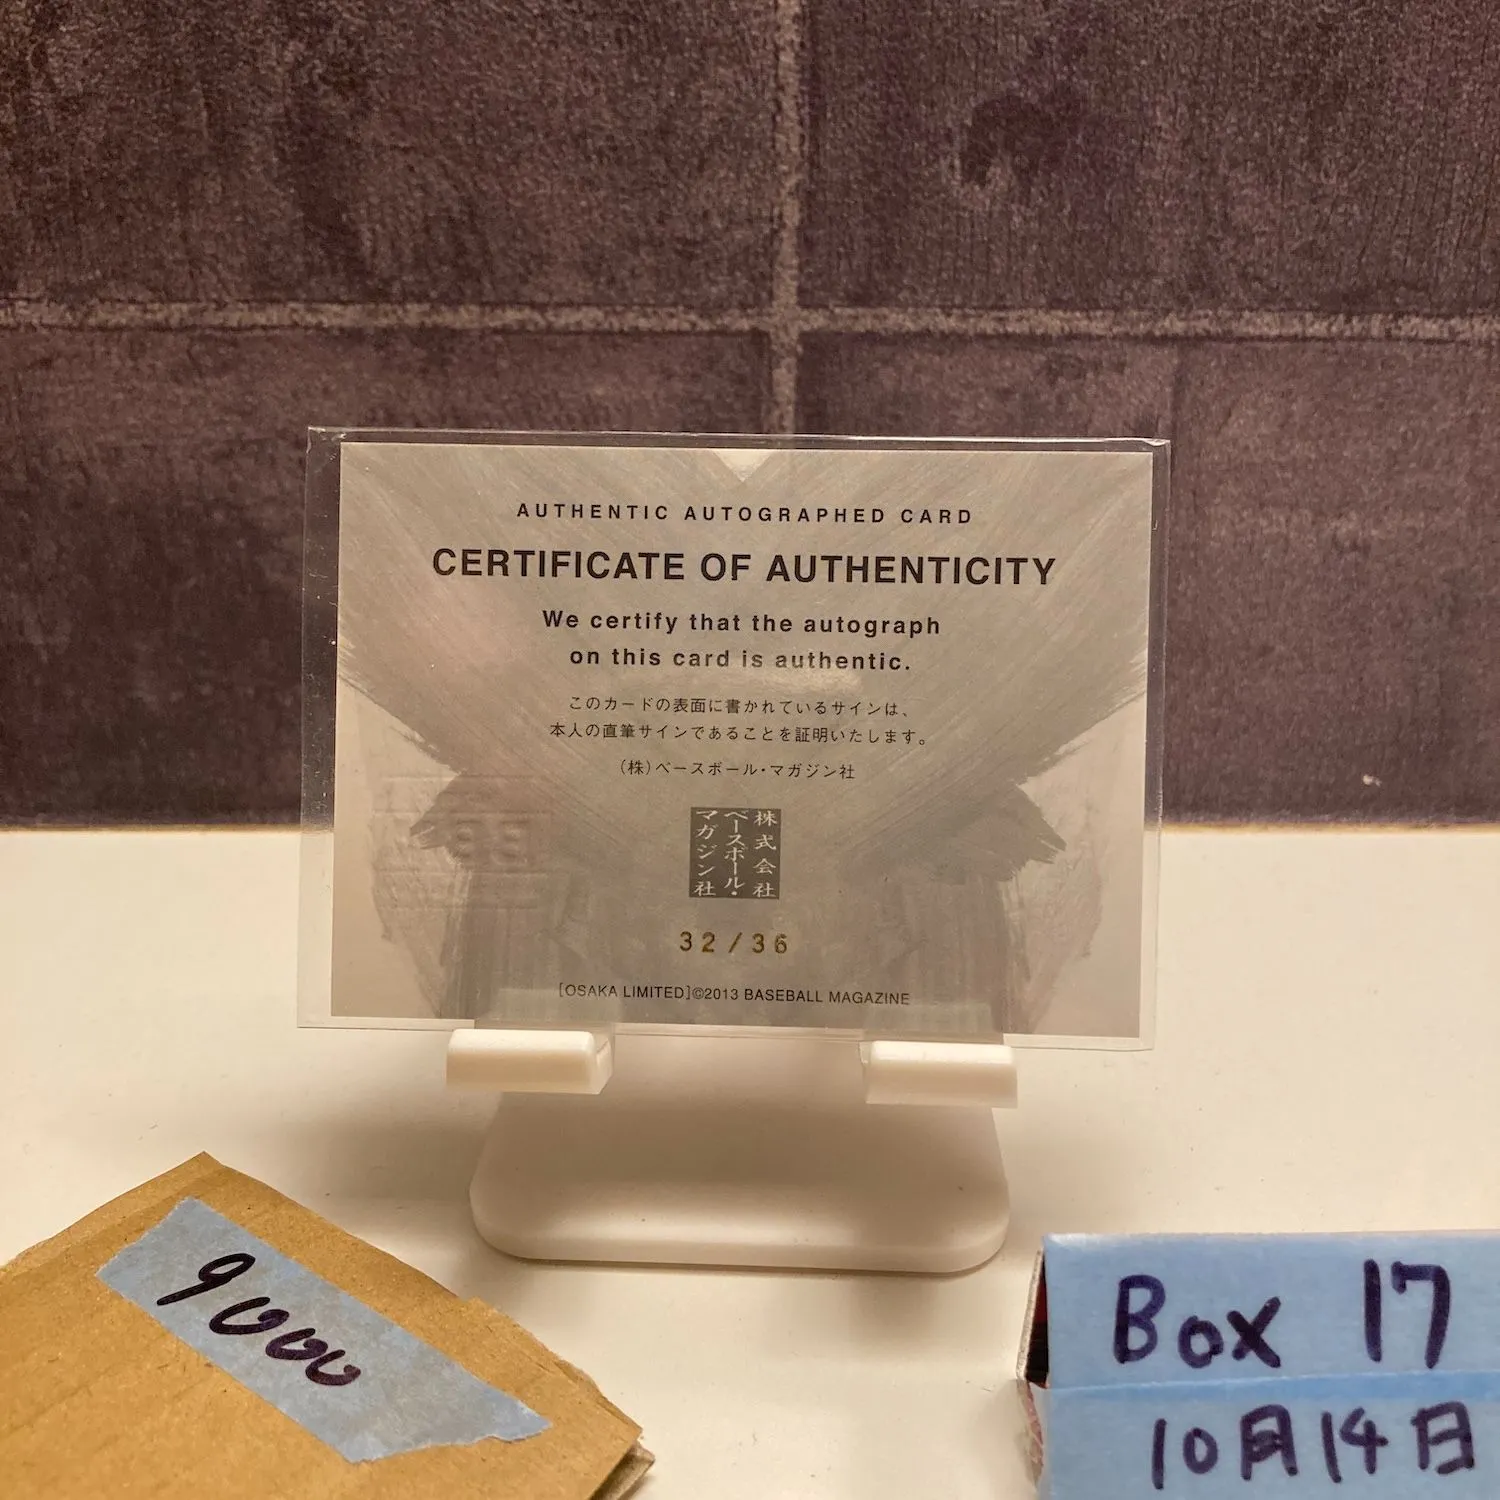 AUTHENTIC AUTOGRAPHED CARD
CERTIFICATE OF AUTHENTICITY
We certify that the autograph
on this card is authentic.
このカードの表面に書かれているサインは、
本人の直筆サインであることを証明いたします。
(株)ベースボール・マガジン社
株式会社
ベースボール・
マガジン社
32/36
[OSAKA LIMITED]©2013 BASEBALL MAGAZINE
9000
Box 17
10月14日